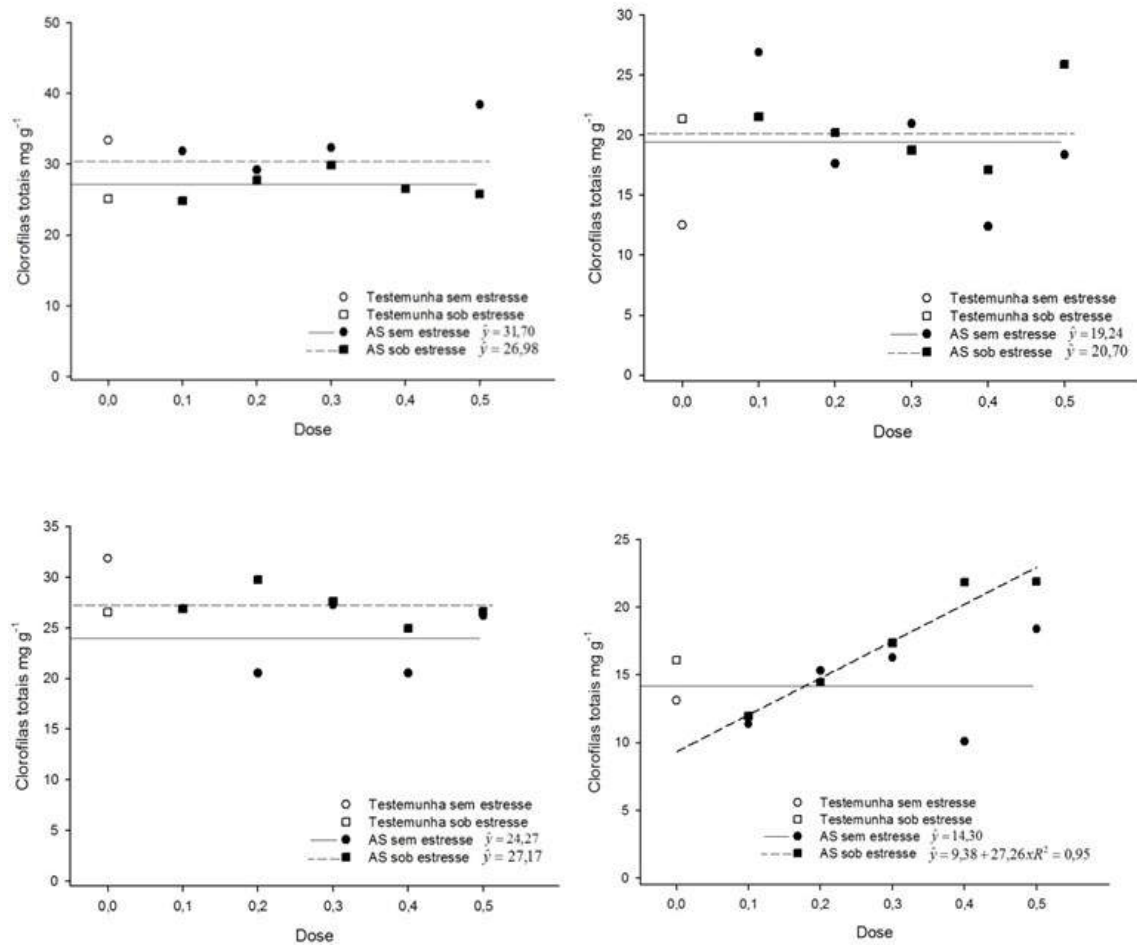 50
40
30
20
10
0
Clorofilas totais mg g⁻¹
Testemunha sem estresse
Testemunha sob estresse
AS sem estresse ŷ = 31,70
AS sob estresse ŷ = 26,98
0,0 0,1 0,2 0,3 0,4 0,5
Dose
30
25
20
15
10
5
0
Clorofilas totais mg g⁻¹
Testemunha sem estresse
Testemunha sob estresse
AS sem estresse ŷ = 19,24
AS sob estresse ŷ = 20,70
0,0 0,1 0,2 0,3 0,4 0,5
Dose
35
30
25
20
15
10
5
0
Clorofilas totais mg g⁻¹
Testemunha sem estresse
Testemunha sob estresse
AS sem estresse ŷ = 24,27
AS sob estresse ŷ = 27,17
0,0 0,1 0,2 0,3 0,4 0,5
Dose
25
20
15
10
5
0
Clorofilas totais mg g⁻¹
Testemunha sem estresse
Testemunha sob estresse
AS sem estresse ŷ = 14,30
AS sob estresse ŷ = 9,38 + 27,26xR² = 0,95
0,0 0,1 0,2 0,3 0,4 0,5
Dose